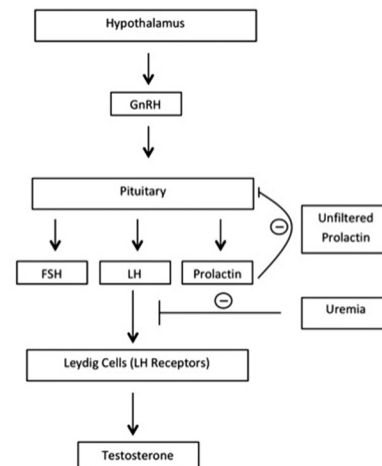 Hypothalamus
GnRH
Pituitary
Unfiltered
Prolactin
FSH
LH
Prolactin
Uremia
Leydig Cells (LH Receptors)
Testosterone